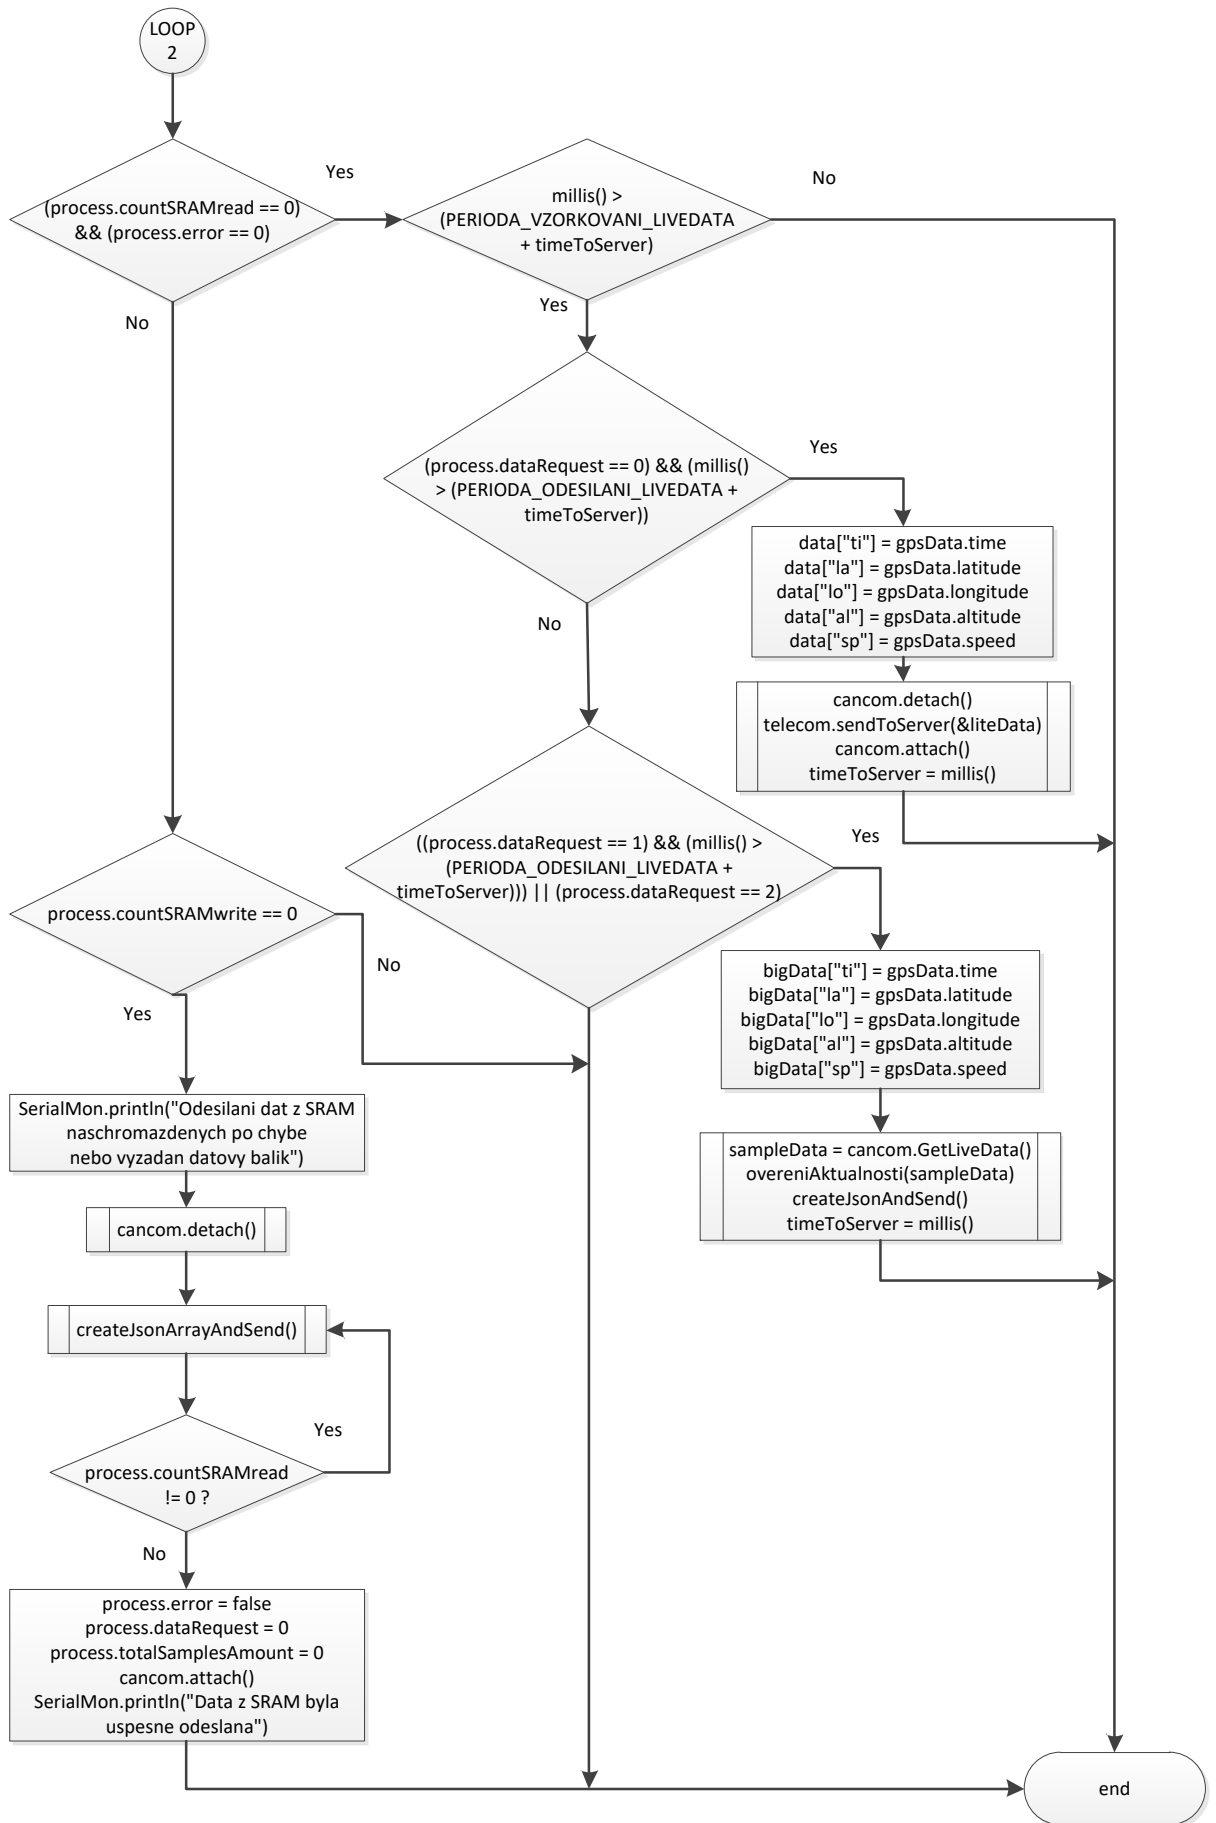 LOOP
2
(process.countSRAMread == 0)
&& (process.error == 0)
Yes
millis() >
(PERIODA_VZORKOVANI_LIVEDATA
+ timeToServer)
No
No
Yes
(process.dataRequest == 0) && (millis()
> (PERIODA_ODESILANI_LIVEDATA +
timeToServer))
Yes
data["ti"] = gpsData.time
data["la"] = gpsData.latitude
data["lo"] = gpsData.longitude
data["al"] = gpsData.altitude
data["sp"] = gpsData.speed
No
cancom.detach()
telecom.sendToServer(&liteData)
cancom.attach()
timeToServer = millis()
((process.dataRequest == 1) && (millis() >
(PERIODA_ODESILANI_LIVEDATA +
timeToServer))) || (process.dataRequest == 2)
Yes
process.countSRAMwrite == 0
No
Yes
bigData["ti"] = gpsData.time
bigData["la"] = gpsData.latitude
bigData["lo"] = gpsData.longitude
bigData["al"] = gpsData.altitude
bigData["sp"] = gpsData.speed
SerialMon.println("Odesilani dat z SRAM
naschromazdenych po chybe
nebo vyzadan datovy balik")
sampleData = cancom.GetLiveData()
overeniAktualnosti(sampleData)
createJsonAndSend()
timeToServer = millis()
cancom.detach()
createJsonArrayAndSend()
Yes
process.countSRAMread
!= 0 ?
No
process.error = false
process.dataRequest = 0
process.totalSamplesAmount = 0
cancom.attach()
SerialMon.println("Data z SRAM byla
uspesne odeslana")
end